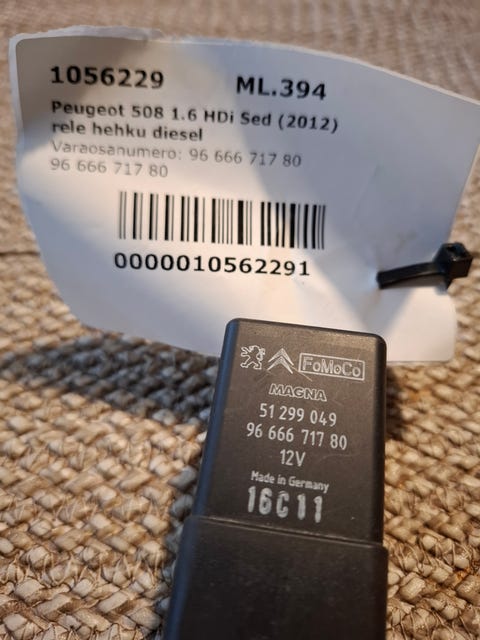 1056229 ML.394
Peugeot 508 1.6 HDi Sed (2012)
rele hehku diesel
Varaosanumero: 96 666 717 80
96 666 717 80
0000010562291
FoMoCo
MAGNA
51 299 049
96 666 717 80
12V
Made in Germany
16C11